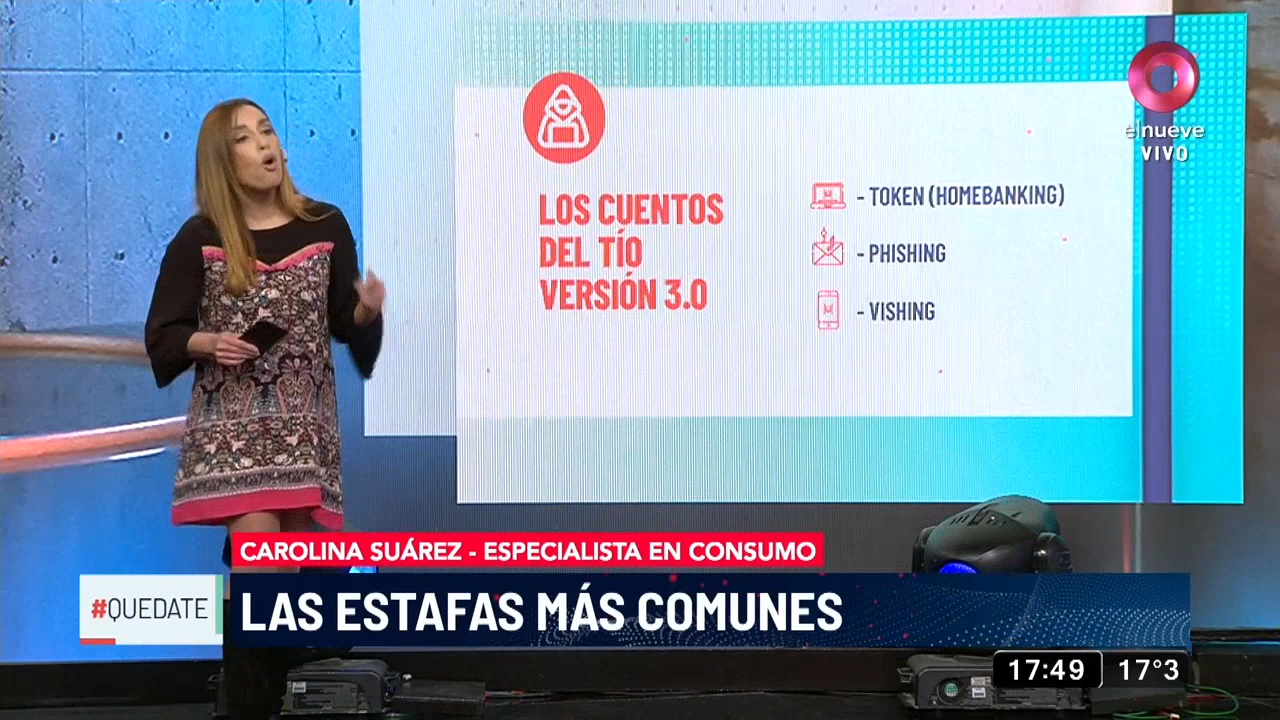 elnueve
VIVO
LOS CUENTOS
DEL TÍO
VERSIÓN 3.0
- TOKEN (HOMEBANKING)
- PHISHING
- VISHING
CAROLINA SUÁREZ - ESPECIALISTA EN CONSUMO
#QUEDATE
LAS ESTAFAS MÁS COMUNES
17:49
17°3